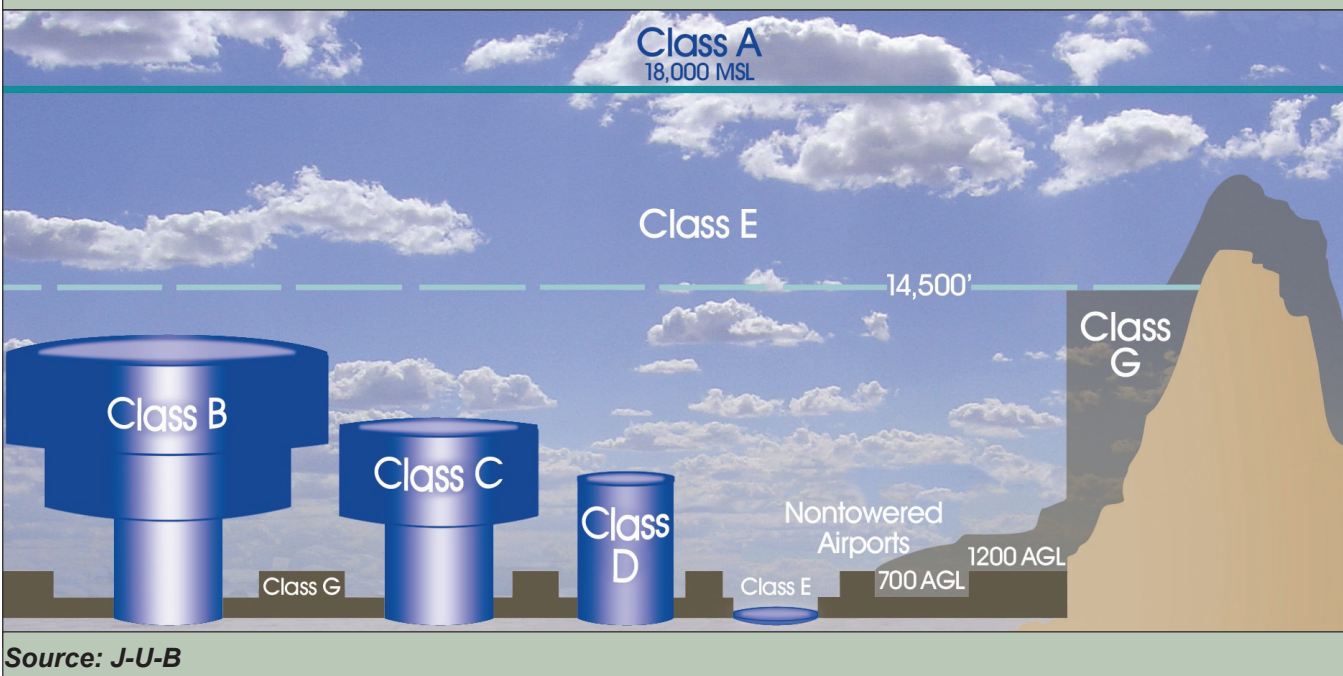 Class A
18,000 MSL
Class E
14,500’
Class
G
Class B
Class C
Class
D
Nontowered
Airports
1200 AGL
700 AGL
Class G
Class E
Source: J-U-B